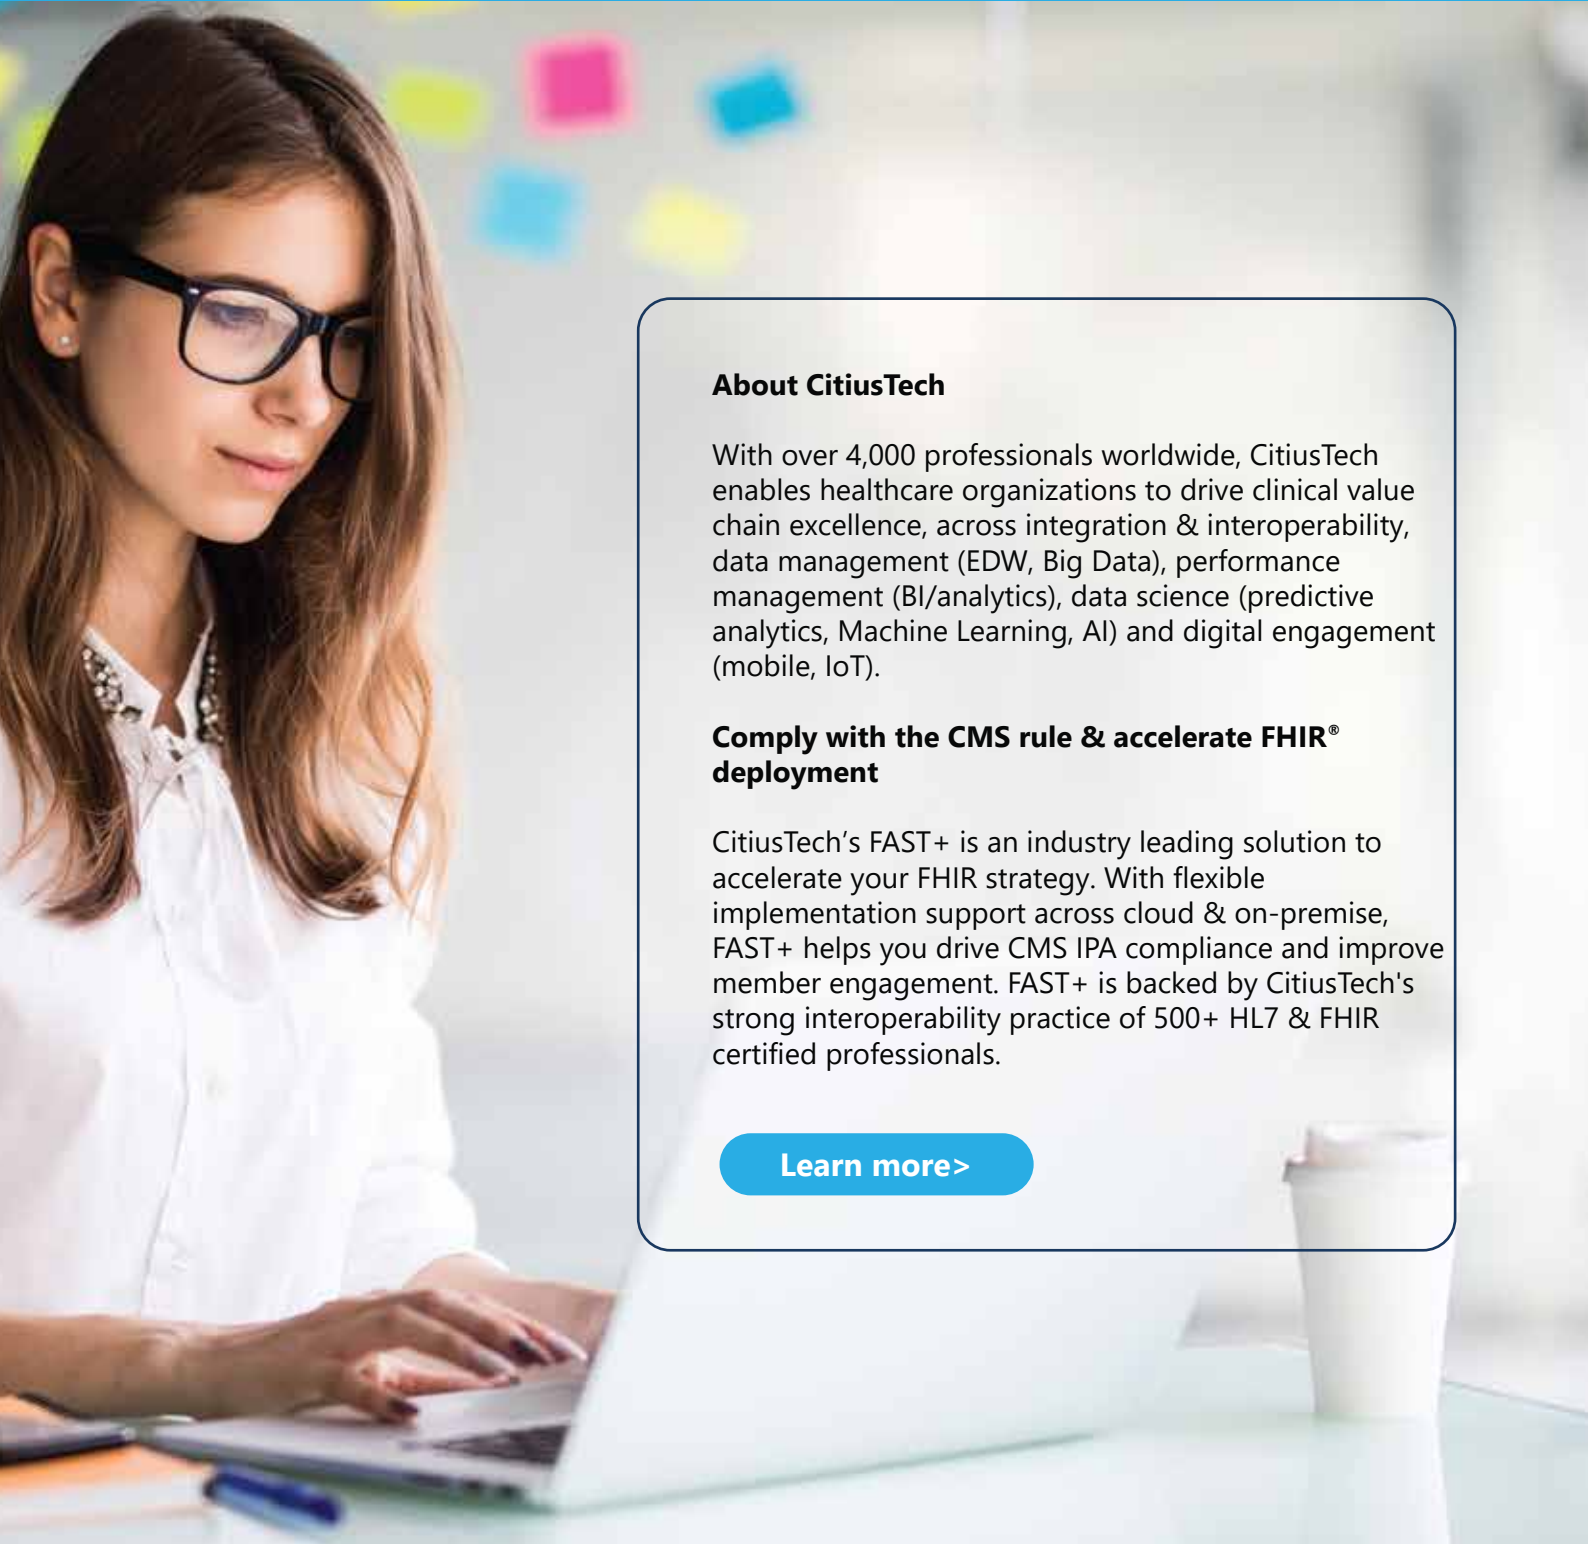 About CitiusTech
With over 4,000 professionals worldwide, CitiusTech
enables healthcare organizations to drive clinical value
chain excellence, across integration & interoperability,
data management (EDW, Big Data), performance
management (BI/analytics), data science (predictive
analytics, Machine Learning, AI) and digital engagement
(mobile, IoT).
Comply with the CMS rule & accelerate FHIR®
deployment
CitiusTech’s FAST+ is an industry leading solution to
accelerate your FHIR strategy. With flexible
implementation support across cloud & on-premise,
FAST+ helps you drive CMS IPA compliance and improve
member engagement. FAST+ is backed by CitiusTech's
strong interoperability practice of 500+ HL7 & FHIR
certified professionals.
Learn more>